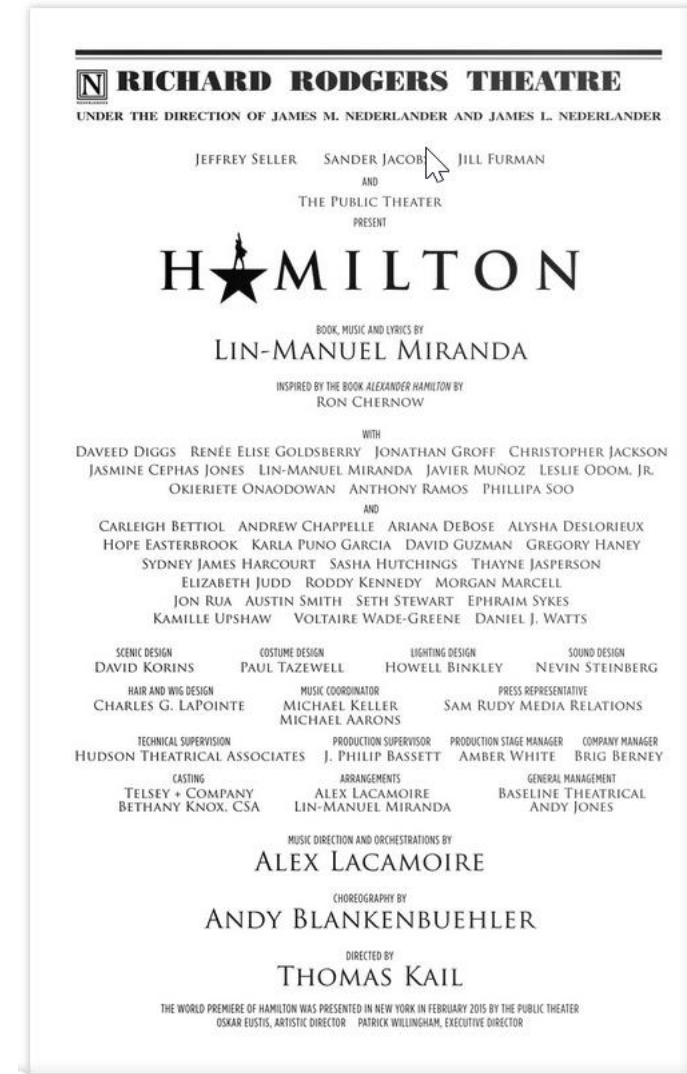 N RICHARD RODGERS THEATRE
NEDERLANDER
UNDER THE DIRECTION OF JAMES M. NEDERLANDER AND JAMES L. NEDERLANDER
JEFFREY SELLER SANDER JACOBS JILL FURMAN
AND
THE PUBLIC THEATER
PRESENT
HAMILTON
BOOK, MUSIC AND LYRICS BY
LIN-MANUEL MIRANDA
INSPIRED BY THE BOOK ALEXANDER HAMILTON BY
RON CHERNOW
WITH
DAVEED DIGGS RENÉE ELISE GOLDSBERRY JONATHAN GROFF CHRISTOPHER JACKSON
JASMINE CEPHAS JONES LIN-MANUEL MIRANDA JAVIER MUÑOZ LESLIE ODOM, JR.
OKIERIETE ONAODOWAN ANTHONY RAMOS PHILLIPA SOO
AND
CARLEIGH BETTIOL ANDREW CHAPPELLE ARIANA DEBOSE ALYSHA DESLORIEUX
HOPE EASTERBROOK KARLA PUNO GARCIA DAVID GUZMAN GREGORY HANEY
SYDNEY JAMES HARCOURT SASHA HUTCHINGS THAYNE JASPERSON
ELIZABETH JUDD RODDY KENNEDY MORGAN MARCELL
JON RUA AUSTIN SMITH SETH STEWART EPHRAIM SYKES
KAMILLE UPSHAW VOLTAIRE WADE-GREENE DANIEL J. WATTS
SCENIC DESIGN COSTUME DESIGN LIGHTING DESIGN SOUND DESIGN
DAVID KORINS PAUL TAZEWELL HOWELL BINKLEY NEVIN STEINBERG
HAIR AND WIG DESIGN MUSIC COORDINATOR PRESS REPRESENTATIVE
CHARLES G. LAPOINTE MICHAEL KELLER SAM RUDY MEDIA RELATIONS
MICHAEL AARONS
TECHNICAL SUPERVISION PRODUCTION SUPERVISOR PRODUCTION STAGE MANAGER COMPANY MANAGER
HUDSON THEATRICAL ASSOCIATES J. PHILIP BASSETT AMBER WHITE BRIG BERNEY
CASTING ARRANGEMENTS GENERAL MANAGEMENT
TELSEY + COMPANY ALEX LACAMOIRE BASELINE THEATRICAL
BETHANY KNOX, CSA LIN-MANUEL MIRANDA ANDY JONES
MUSIC DIRECTION AND ORCHESTRATIONS BY
ALEX LACAMOIRE
CHOREOGRAPHY BY
ANDY BLANKENBUEHLER
DIRECTED BY
THOMAS KAIL
THE WORLD PREMIERE OF HAMILTON WAS PRESENTED IN NEW YORK IN FEBRUARY 2015 BY THE PUBLIC THEATER
OSKAR EUSTIS, ARTISTIC DIRECTOR PATRICK WILLINGHAM, EXECUTIVE DIRECTOR